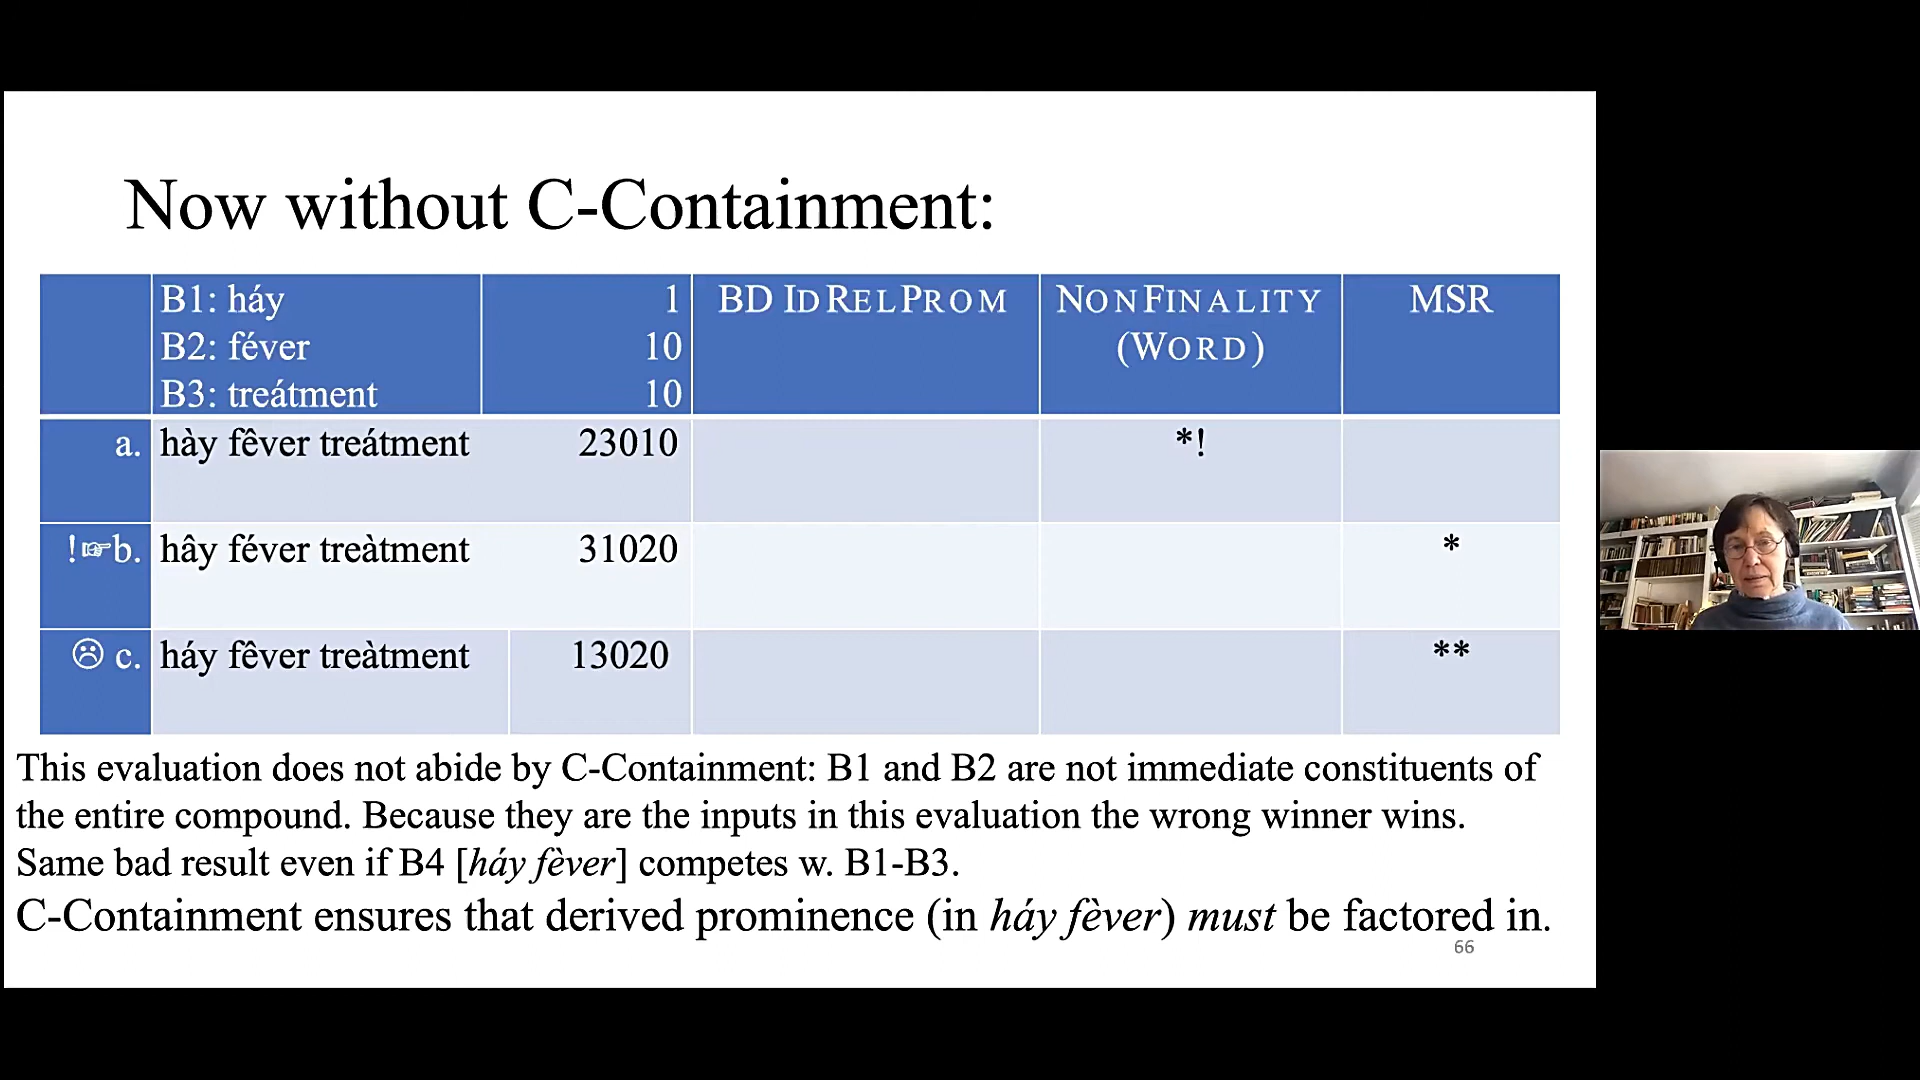 Now without C-Containment:
B1: háy 1 BD IDRELPROM NONFINALITY MSR
B2: féver 10 (WORD)
B3: treátment 10
a. hày fêver treátment 23010 *!
!☞b. hây féver treàtment 31020 *
☹ c. háy fêver treàtment 13020 **
This evaluation does not abide by C-Containment: B1 and B2 are not immediate constituents of
the entire compound. Because they are the inputs in this evaluation the wrong winner wins.
Same bad result even if B4 [háy fèver] competes w. B1-B3.
C-Containment ensures that derived prominence (in háy fèver) must be factored in.
66